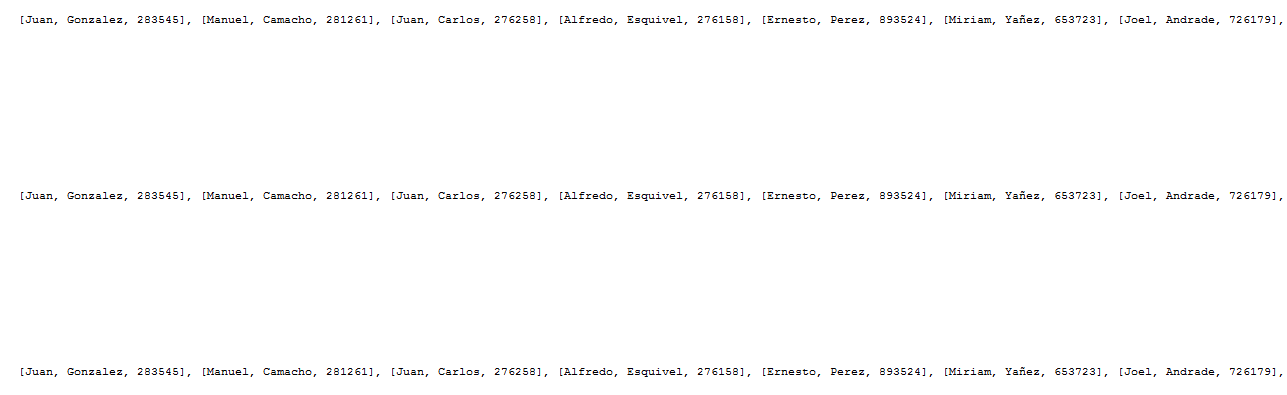 [Juan, Gonzalez, 283545], [Manuel, Camacho, 281261], [Juan, Carlos, 276258], [Alfredo, Esquivel, 276158], [Ernesto, Perez, 893524], [Miriam, Yañez, 653723], [Joel, Andrade, 726179],
[Juan, Gonzalez, 283545], [Manuel, Camacho, 281261], [Juan, Carlos, 276258], [Alfredo, Esquivel, 276158], [Ernesto, Perez, 893524], [Miriam, Yañez, 653723], [Joel, Andrade, 726179],
[Juan, Gonzalez, 283545], [Manuel, Camacho, 281261], [Juan, Carlos, 276258], [Alfredo, Esquivel, 276158], [Ernesto, Perez, 893524], [Miriam, Yañez, 653723], [Joel, Andrade, 726179],